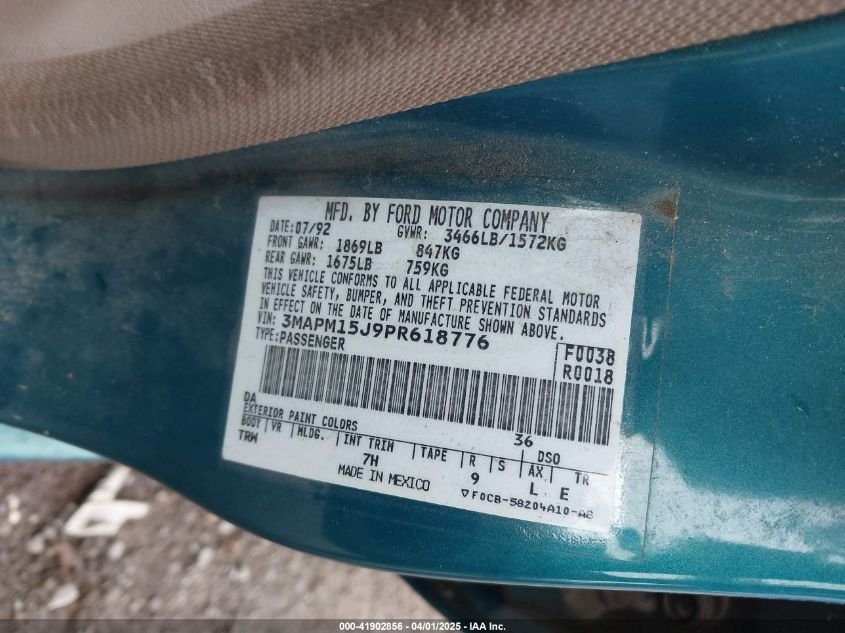 MFD. BY FORD MOTOR COMPANY
DATE: 07/92 GVWR: 3466LB/1572KG
FRONT GAWR: 1869LB 847KG
REAR GAWR: 1675LB 759KG
THIS VEHICLE CONFORMS TO ALL APPLICABLE FEDERAL MOTOR
VEHICLE SAFETY, BUMPER, AND THEFT PREVENTION STANDARDS
IN EFFECT ON THE DATE OF MANUFACTURE SHOWN ABOVE.
VIN: 3MAPM15J9PR618776
TYPE: PASSENGER
F0038
R0018
DA 36
EXTERIOR PAINT COLORS DSO
BODY VR MLDG. INT TRIM TAPE R S AX TR
TRW 7H 9 L E
MADE IN MEXICO
▽F0CB-58204A10-AB
000-41902856 - 04/01/2025 - IAA Inc.